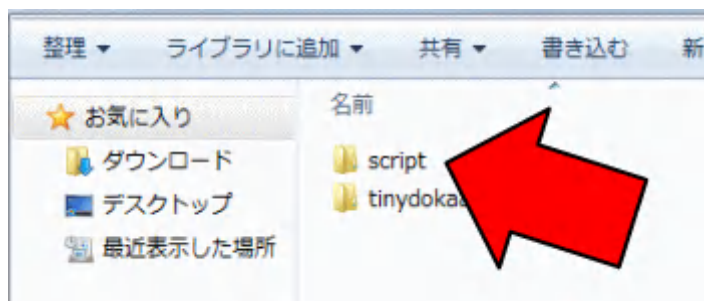 整理 ライブラリに追加 共有 書き込む 新
お気に入り
ダウンロード
デスクトップ
最近表示した場所
名前
script